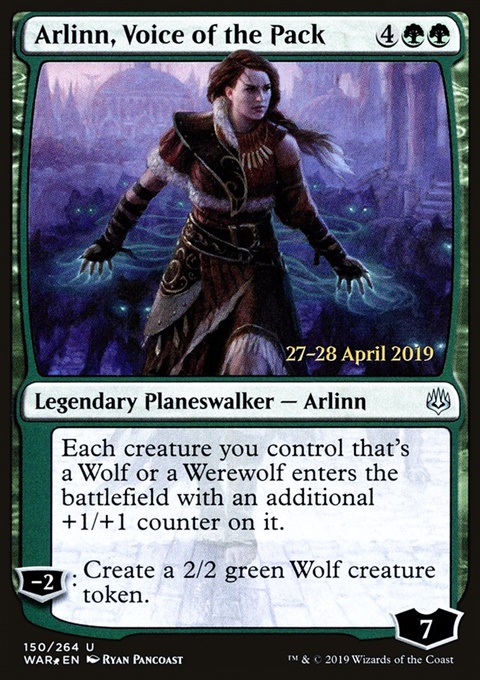 Arlinn, Voice of the Pack 4
27–28 April 2019
Legendary Planeswalker — Arlinn
Each creature you control that's
a Wolf or a Werewolf enters the
battlefield with an additional
+1/+1 counter on it.
−2: Create a 2/2 green Wolf creature
token.
7
150/264 U
WAR EN Ryan Pancoast
™ & © 2019 Wizards of the Coast